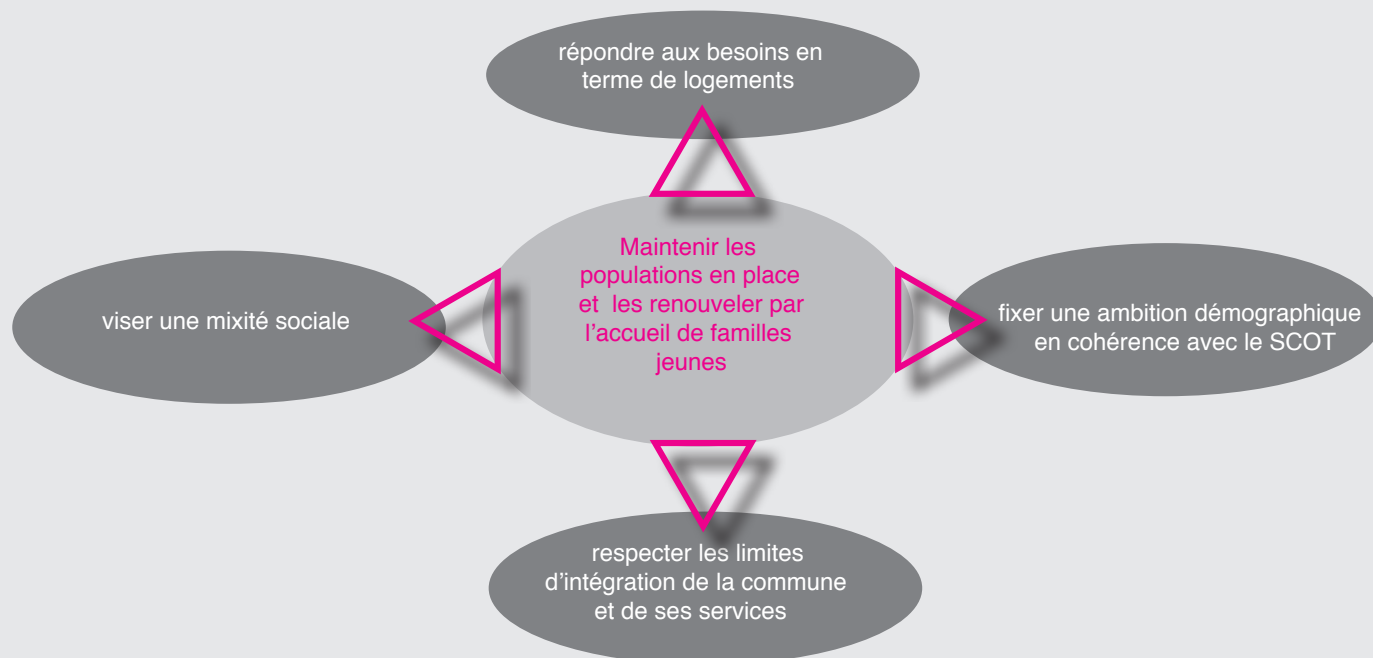 répondre aux besoins en
terme de logements
Maintenir les
populations en place
et les renouveler par
l'accueil de familles
jeunes
viser une mixité sociale
fixer une ambition démographique
en cohérence avec le SCOT
respecter les limites
d'intégration de la commune
et de ses services